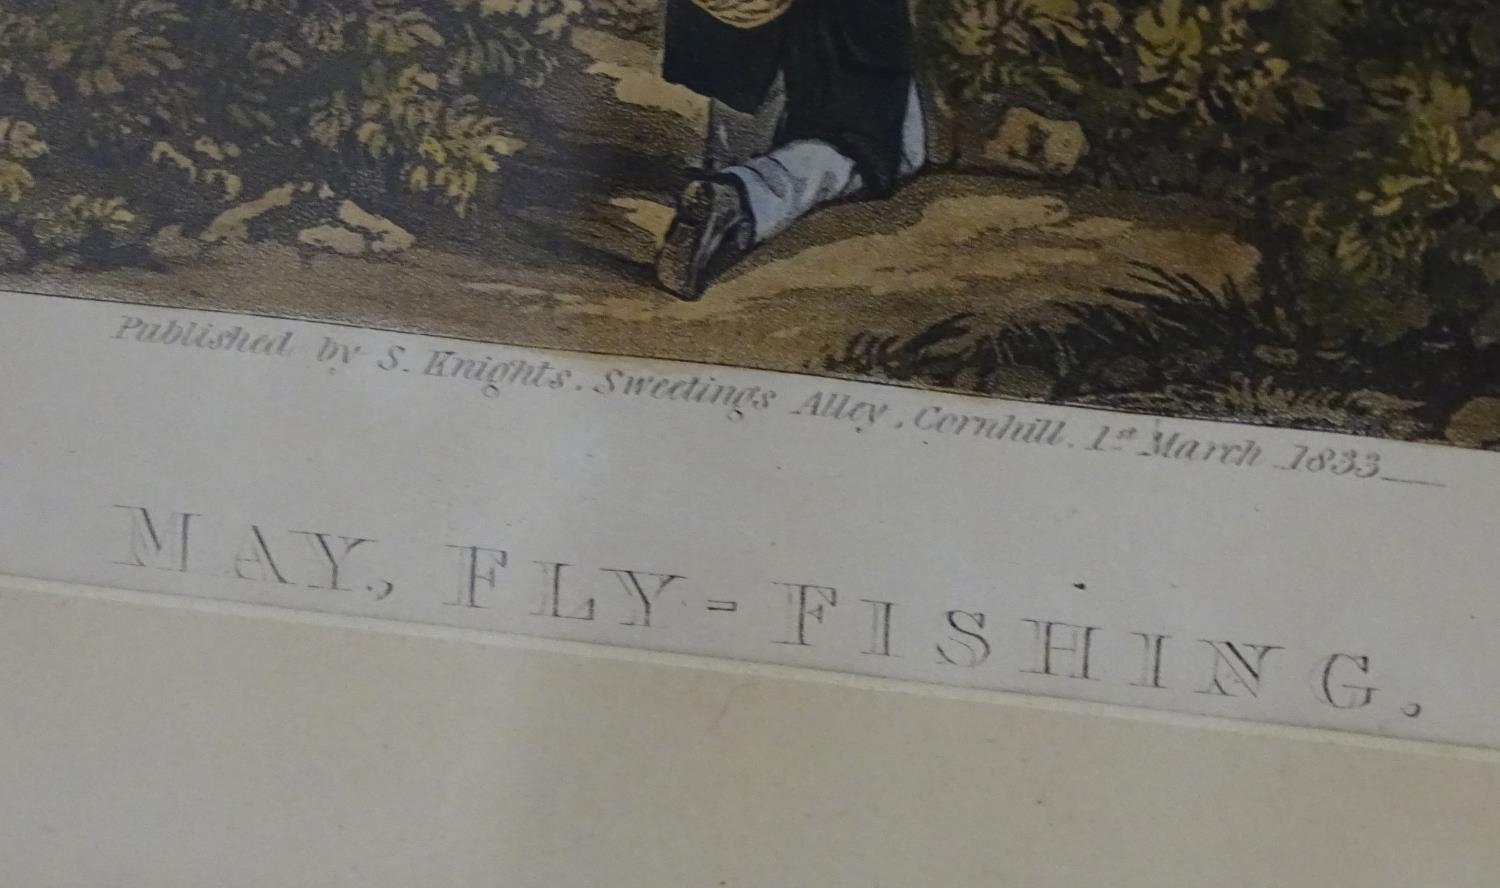 Published by S. Knights. Sweetings Alley, Cornhill. 1st March 1833
MAY, FLY-FISHING,